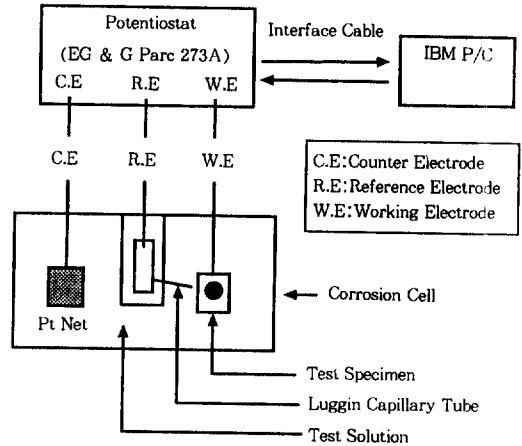 Potentiostat
(EG & G Parc 273A)
C.E R.E W.E
Interface Cable
IBM P/C
C.E R.E W.E
C.E:Counter Electrode
R.E:Reference Electrode
W.E:Working Electrode
Pt Net
Corrosion Cell
Test Specimen
Luggin Capillary Tube
Test Solution